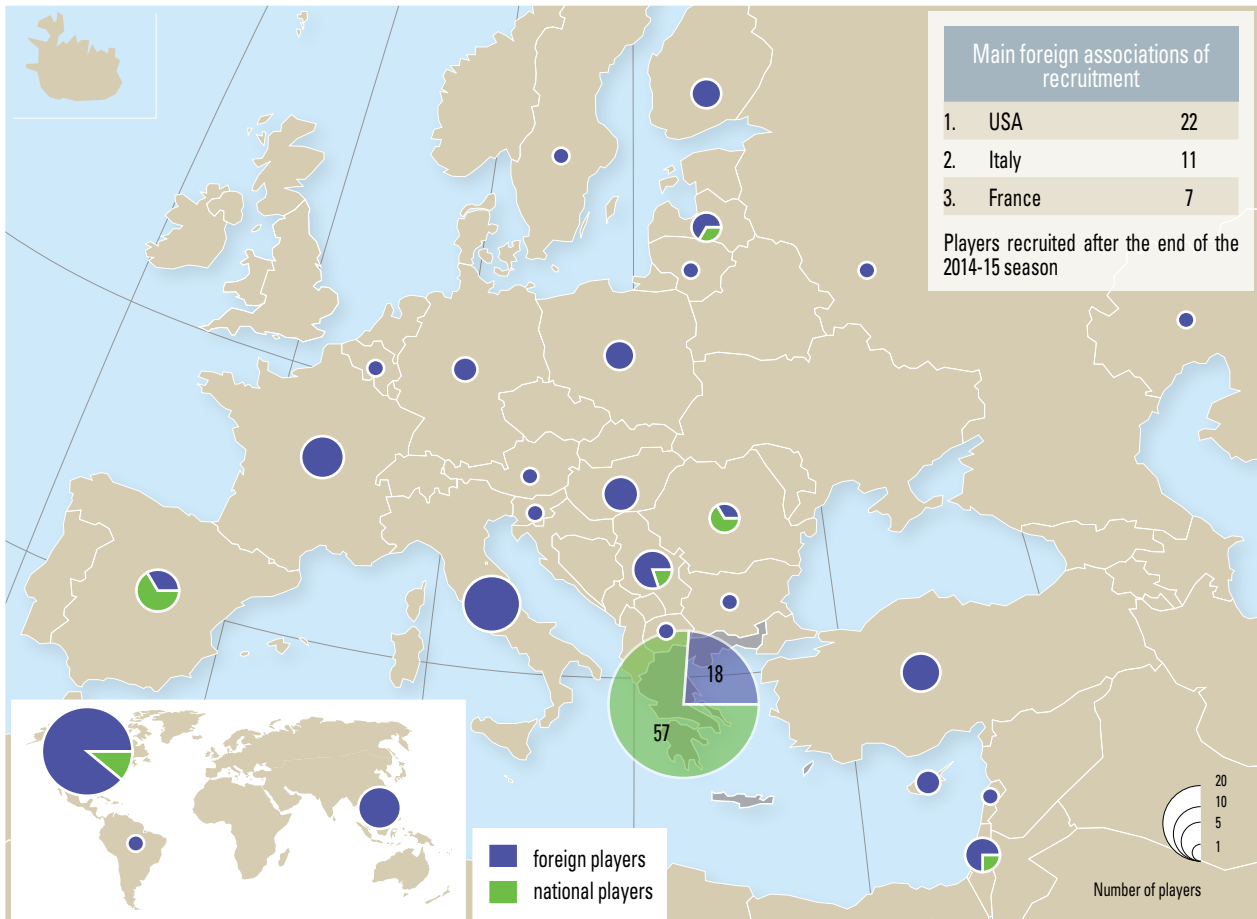 Main foreign associations of
recruitment
1. USA 22
2. Italy 11
3. France 7
Players recruited after the end of the
2014-15 season
18
57
foreign players
national players
20
10
5
1
Number of players